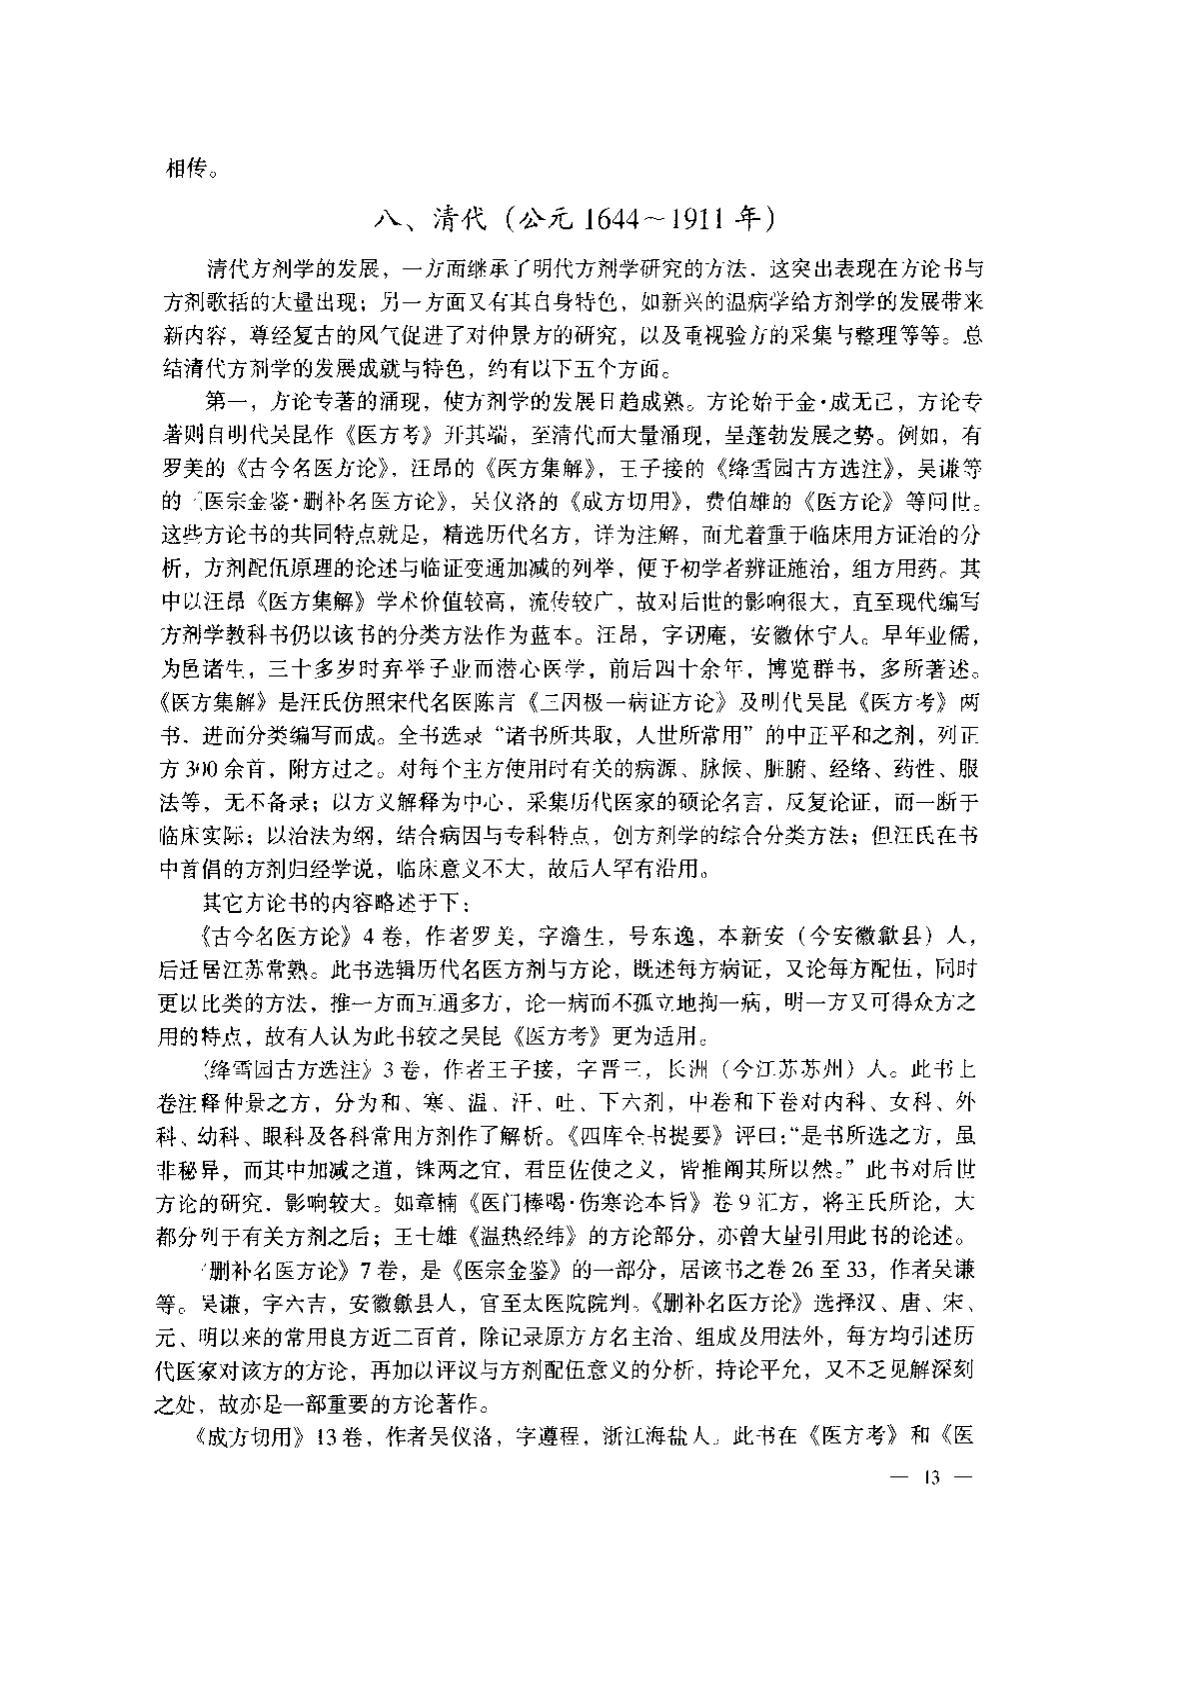 相传。
八、清代（公元1644～1911年）
清代方剂学的发展，一方面继承了明代方剂学研究的方法，这突出表现在方论书与
方剂歌括的大量出现；另一方面又有其自身特色，如新兴的温病学给方剂学的发展带来
新内容，尊经复古的风气促进了对仲景方的研究，以及重视验方的采集与整理等等。总
结清代方剂学的发展成就与特色，约有以下五个方面。
第一，方论专著的涌现，使方剂学的发展日趋成熟。方论始于金·成无己，方论专
著则自明代吴昆作《医方考》开其端，至清代而大量涌现，呈蓬勃发展之势。例如，有
罗美的《古今名医方论》，汪昂的《医方集解》，王子接的《绛雪园古方选注》，吴谦等
的《医宗金鉴·删补名医方论》，吴仪洛的《成方切用》，费伯雄的《医方论》等问世。
这些方论书的共同特点就是，精选历代名方，详为注解，而尤着重于临床用方证治的分
析，方剂配伍原理的论述与临证变通加减的列举，便于初学者辨证施治，组方用药。其
中以汪昂《医方集解》学术价值较高，流传较广，故对后世的影响很大，直至现代编写
方剂学教科书仍以该书的分类方法作为蓝本。汪昂，字讱庵，安徽休宁人。早年业儒，
为邑诸生，三十多岁时弃举子业而潜心医学，前后四十余年，博览群书，多所著述。
《医方集解》是汪氏仿照宋代名医陈言《三因极一病证方论》及明代吴昆《医方考》两
书，进而分类编写而成。全书选录“诸书所共取，人世所常用”的中正平和之剂，列正
方300余首，附方过之。对每个主方使用时有关的病源、脉候、脏腑、经络、药性、服
法等，无不备录；以方义解释为中心，采集历代医家的硕论名言，反复论证，而一断于
临床实际；以治法为纲，结合病因与专科特点，创方剂学的综合分类方法；但汪氏在书
中首倡的方剂归经学说，临床意义不大，故后人罕有沿用。
其它方论书的内容略述于下：
《古今名医方论》4卷，作者罗美，字澹生，号东逸，本新安（今安徽歙县）人，
后迁居江苏常熟。此书选辑历代名医方剂与方论，既述每方病证，又论每方配伍，同时
更以比类的方法，推一方而互通多方，论一病而不孤立地拘一病，明一方又可得众方之
用的特点，故有人认为此书较之吴昆《医方考》更为适用。
《绛雪园古方选注》3卷，作者王子接，字晋三，长洲（今江苏苏州）人。此书上
卷注释仲景之方，分为和、寒、温、汗、吐、下六剂，中卷和下卷对内科、女科、外
科、幼科、眼科及各科常用方剂作了解析。《四库全书提要》评曰：“是书所选之方，虽
非秘异，而其中加减之道，铢两之宜，君臣佐使之义，皆推阐其所以然。”此书对后世
方论的研究，影响较大。如章楠《医门棒喝·伤寒论本旨》卷9汇方，将王氏所论，大
都分列于有关方剂之后；王士雄《温热经纬》的方论部分，亦曾大量引用此书的论述。
《删补名医方论》7卷，是《医宗金鉴》的一部分，居该书之卷26至33，作者吴谦
等。吴谦，字六吉，安徽歙县人，官至太医院院判。《删补名医方论》选择汉、唐、宋、
元、明以来的常用良方近二百首，除记录原方方名主治、组成及用法外，每方均引述历
代医家对该方的方论，再加以评议与方剂配伍意义的分析，持论平允，又不乏见解深刻
之处，故亦是一部重要的方论著作。
《成方切用》13卷，作者吴仪洛，字遵程，浙江海盐人。此书在《医方考》和《医
— 13 —